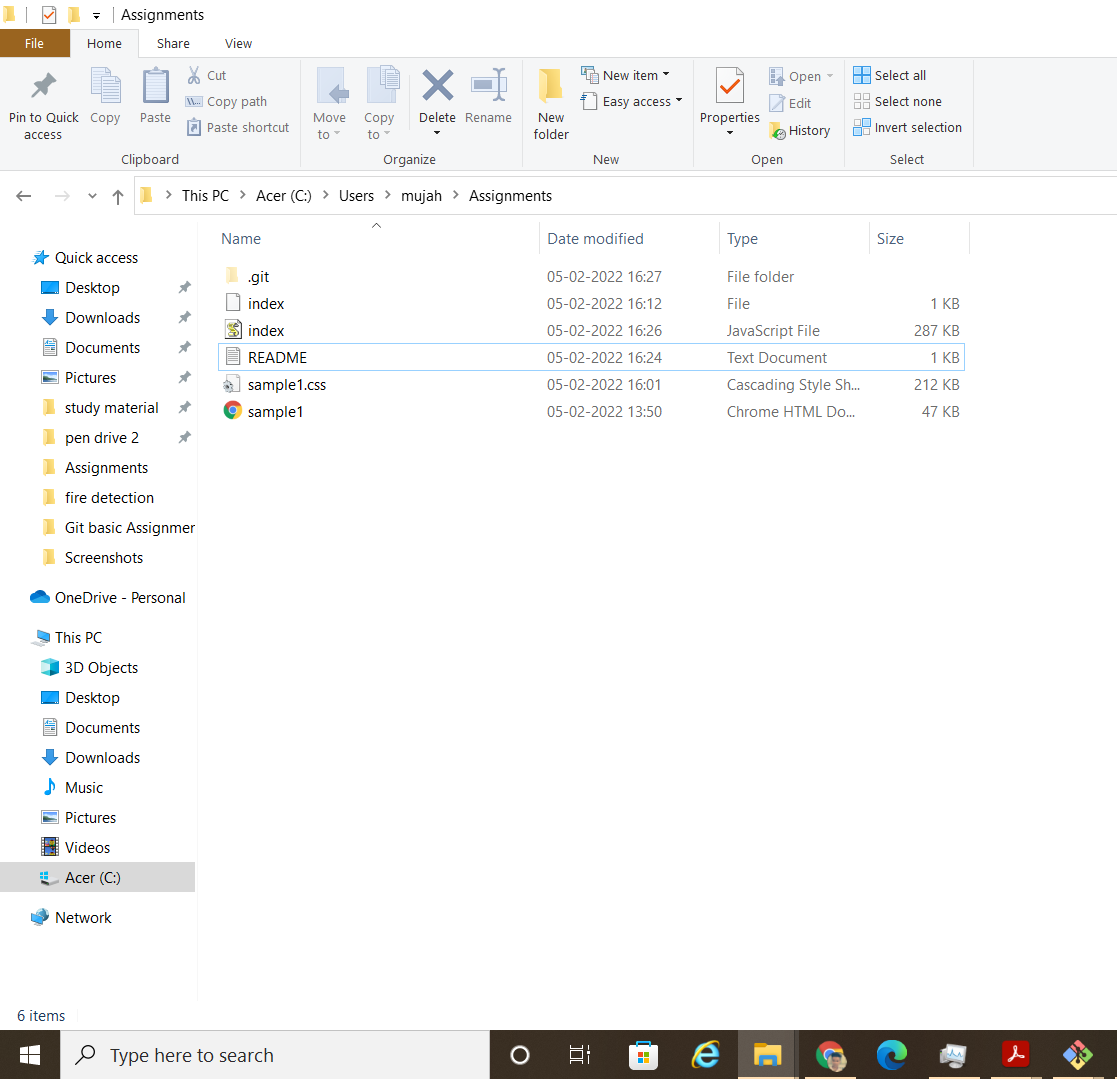 Assignments
File Home Share View
Pin to Quick access
Copy
Paste
Cut
Copy path
Paste shortcut
Clipboard
Move to
Copy to
Delete
Rename
Organize
New folder
New item
Easy access
New
Properties
Open
Edit
History
Open
Select all
Select none
Invert selection
Select
This PC > Acer (C:) > Users > mujah > Assignments
Name Date modified Type Size
.git 05-02-2022 16:27 File folder
index 05-02-2022 16:12 File 1 KB
index 05-02-2022 16:26 JavaScript File 287 KB
README 05-02-2022 16:24 Text Document 1 KB
sample1.css 05-02-2022 16:01 Cascading Style Sh... 212 KB
sample1 05-02-2022 13:50 Chrome HTML Do... 47 KB
Quick access
Desktop
Downloads
Documents
Pictures
study material
pen drive 2
Assignments
fire detection
Git basic Assignmer
Screenshots
OneDrive - Personal
This PC
3D Objects
Desktop
Documents
Downloads
Music
Pictures
Videos
Acer (C:)
Network
6 items
Type here to search